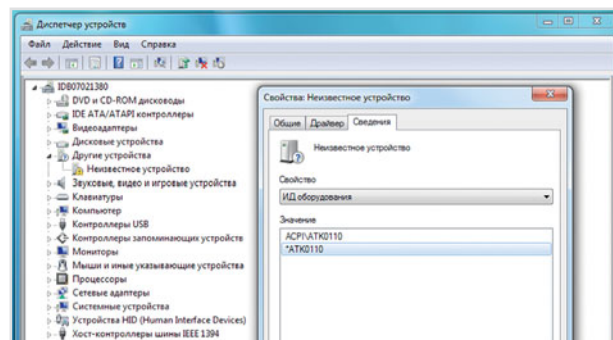 Диспетчер устройств
Файл Действие Вид Справка
IDB07021380
DVD и CD-ROM дисководы
IDE ATA/ATAPI контроллеры
Видеоадаптеры
Дисковые устройства
Другие устройства
Неизвестное устройство
Звуковые, видео и игровые устройства
Клавиатуры
Компьютер
Контроллеры USB
Контроллеры запоминающих устройств
Мониторы
Мыши и иные указывающие устройства
Процессоры
Сетевые адаптеры
Системные устройства
Устройства HID (Human Interface Devices)
Хост-контроллеры шины IEEE 1394
Свойства: Неизвестное устройство
Общие Драйвер Сведения
Неизвестное устройство
Свойство
ИД оборудования
Значение
ACPI\ATK0110
*ATK0110